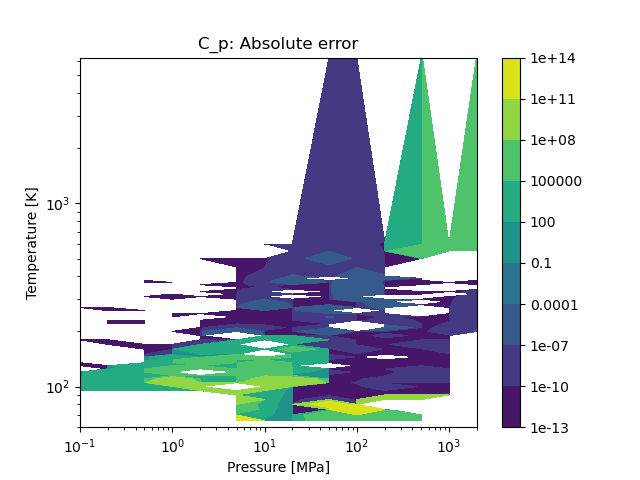 C_p: Absolute error
Temperature [K]
10³
10²
10⁻¹
10⁰
10¹
10²
10³
Pressure [MPa]
1e+14
1e+11
1e+08
100000
100
0.1
0.0001
1e-07
1e-10
1e-13